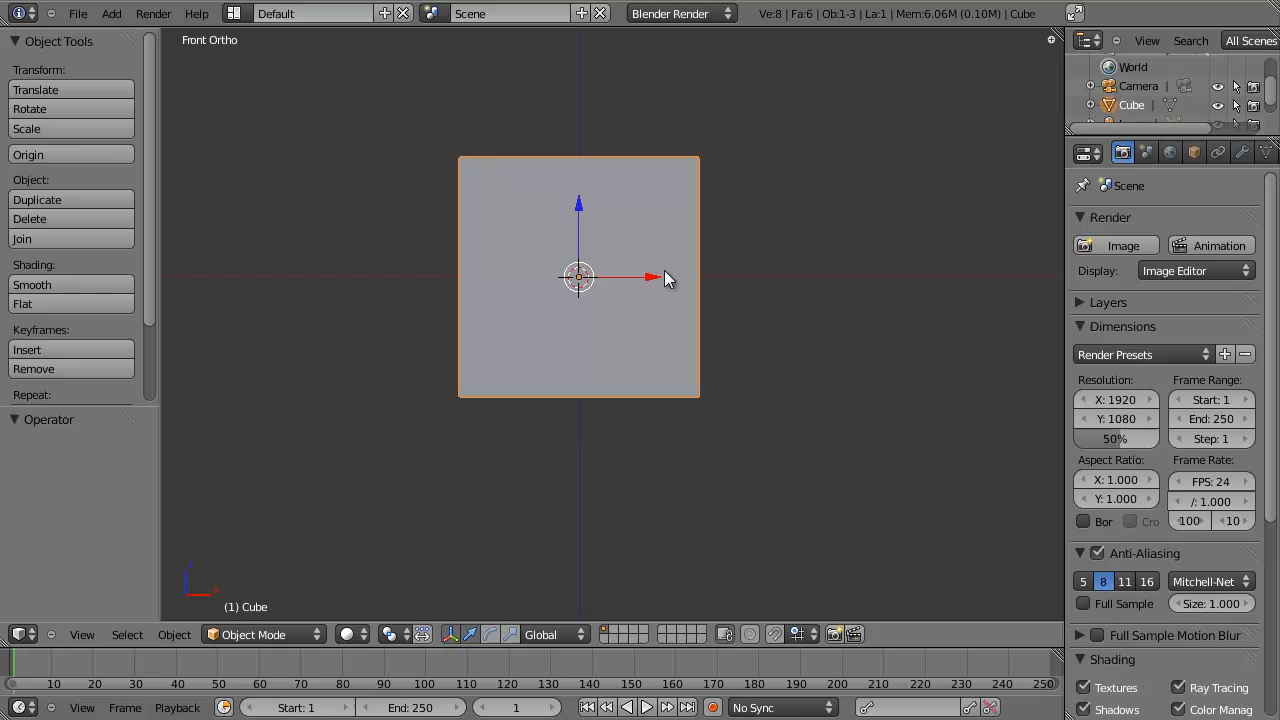 File Add Render Help Default Scene Blender Render Ve:8 | Fa:6 | Ob:1-3 | La:1 | Mem:6.06M (0.10M) | Cube
Object Tools
Transform:
Translate
Rotate
Scale
Origin
Object:
Duplicate
Delete
Join
Shading:
Smooth
Flat
Keyframes:
Insert
Remove
Repeat:
Operator
Front Ortho
(1) Cube
View Select Object Object Mode Global
10 20 30 40 50 60 70 80 90 100 110 120 130 140 150 160 170 180 190 200 210 220 230 240 250
View Frame Playback Start: 1 End: 250 1 No Sync
View Search All Scenes
World
Camera
Cube
Scene
Render
Image Animation
Display: Image Editor
Layers
Dimensions
Render Presets
Resolution: Frame Range:
X: 1920 Start: 1
Y: 1080 End: 250
50% Step: 1
Aspect Ratio: Frame Rate:
X: 1.000 FPS: 24
Y: 1.000 /: 1.000
Bor Cro 100 10
Anti-Aliasing
5 8 11 16 Mitchell-Net
Full Sample Size: 1.000
Full Sample Motion Blur
Shading
Textures Ray Tracing
Shadows Color Manag